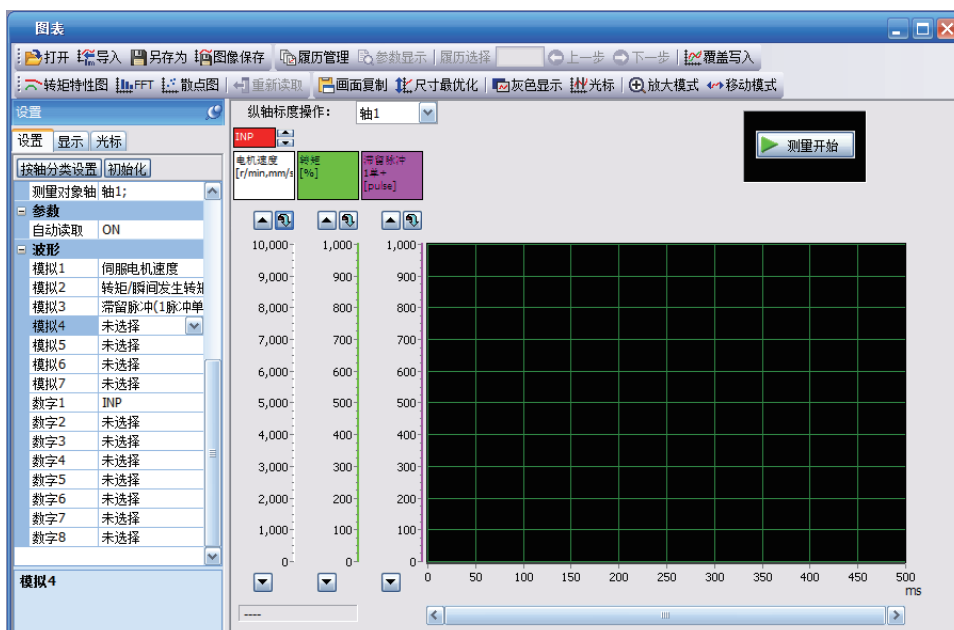 图表
打开 导入 另存为 图像保存 履历管理 参数显示 履历选择 上一步 下一步 覆盖写入
转矩特性图 FFT 散点图 重新读取 画面复制 尺寸最优化 灰色显示 光标 放大模式 移动模式
设置
设置 显示 光标
按轴分类设置 初始化
测量对象轴 轴1;
参数
自动读取 ON
波形
模拟1 伺服电机速度
模拟2 转矩/瞬间发生转矩
模拟3 滞留脉冲(1脉冲单
模拟4 未选择
模拟5 未选择
模拟6 未选择
模拟7 未选择
数字1 INP
数字2 未选择
数字3 未选择
数字4 未选择
数字5 未选择
数字6 未选择
数字7 未选择
数字8 未选择
模拟4
纵轴标度操作: 轴1
INP
电机速度
[r/min,mm/s
转矩
[%]
滞留脉冲
1单+
[pulse]
测量开始
10,000 1,000 1,000
9,000 900 900
8,000 800 800
7,000 700 700
6,000 600 600
5,000 500 500
4,000 400 400
3,000 300 300
2,000 200 200
1,000 100 100
0 0 0
0 50 100 150 200 250 300 350 400 450 500
ms
----